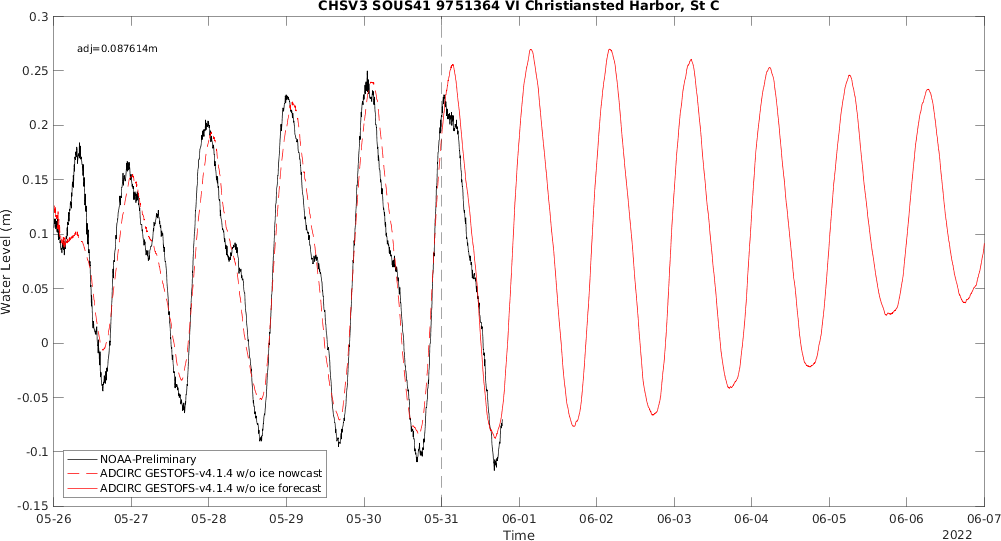 CHSV3 SOUS41 9751364 VI Christiansted Harbor, St C
adj=0.087614m
0.3
0.25
0.2
0.15
0.1
0.05
0
-0.05
-0.1
-0.15
Water Level (m)
NOAA-Preliminary
ADCIRC GESTOFS-v4.1.4 w/o ice nowcast
ADCIRC GESTOFS-v4.1.4 w/o ice forecast
05-26 05-27 05-28 05-29 05-30 05-31 06-01 06-02 06-03 06-04 06-05 06-06 06-07
Time
2022